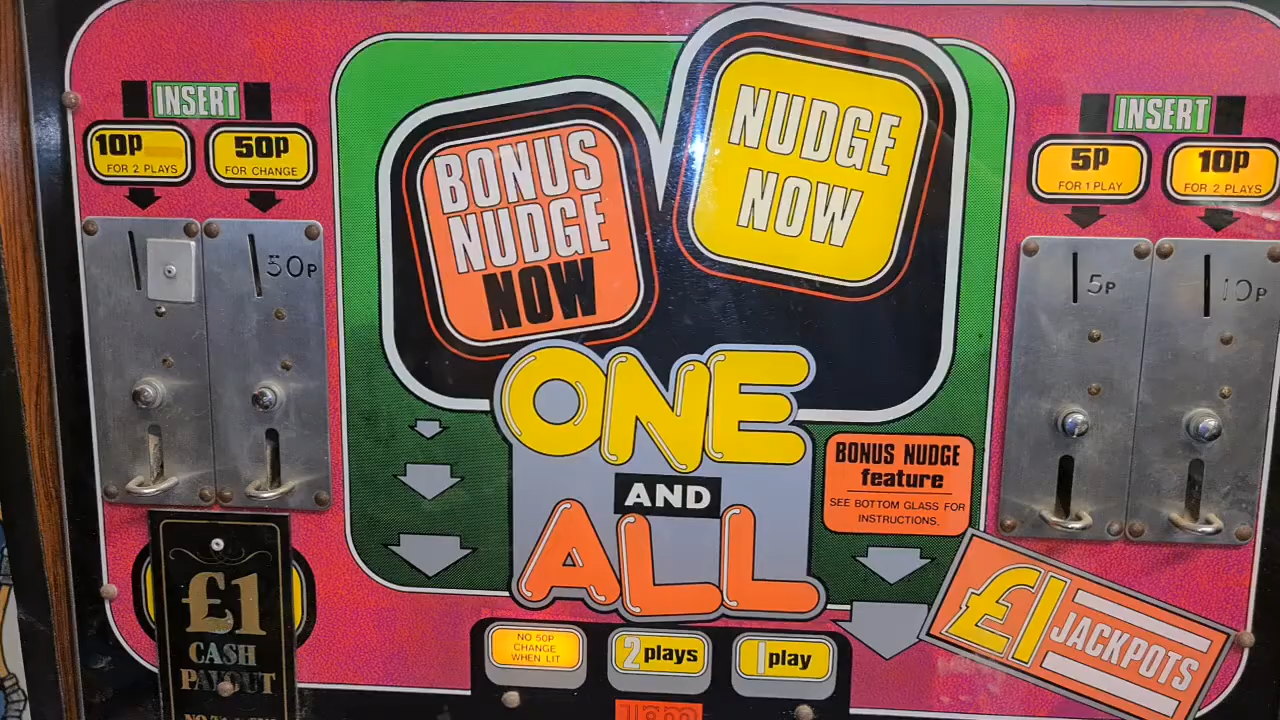 INSERT
10p
FOR 2 PLAYS
50p
FOR CHANGE
50P
BONUS
NUDGE
NOW
NUDGE
NOW
INSERT
5p
FOR 1 PLAY
10p
FOR 2 PLAYS
5P
10P
ONE
AND
ALL
BONUS NUDGE
feature
SEE BOTTOM GLASS FOR
INSTRUCTIONS.
£1
CASH
PAYOUT
£1 JACKPOTS
NO 50P
CHANGE
WHEN LIT
2 plays
1 play